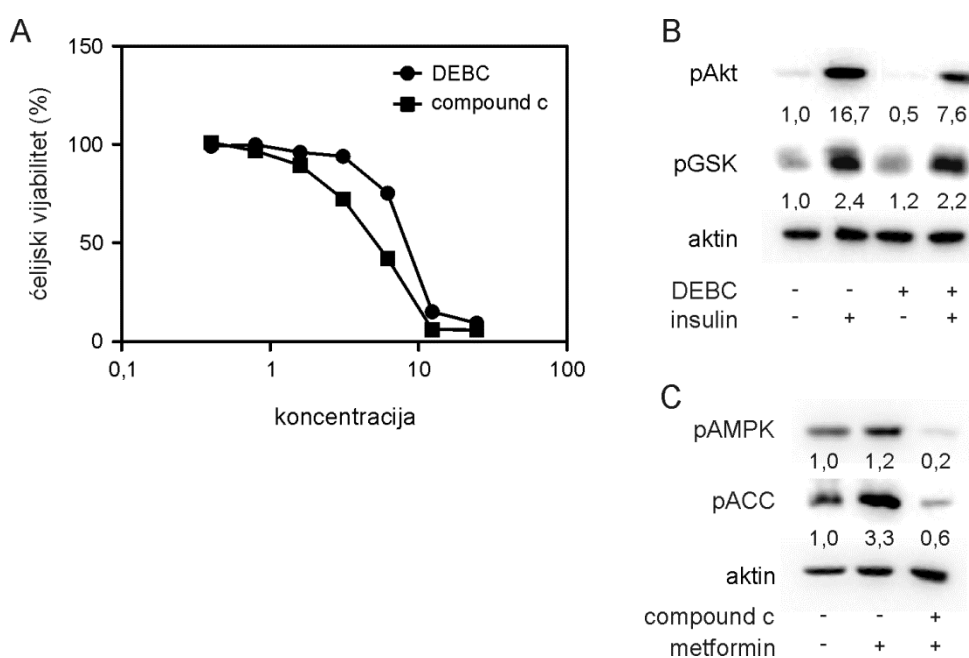 A
150
100
50
0
0,1 1 10 100
ćelijski vijabilitet (%)
koncentracija
DEBC
compound c
B
pAkt
1,0 16,7 0,5 7,6
pGSK
1,0 2,4 1,2 2,2
aktin
DEBC - - + +
insulin - + - +
C
pAMPK
1,0 1,2 0,2
pACC
1,0 3,3 0,6
aktin
compound c - - +
metformin - + +